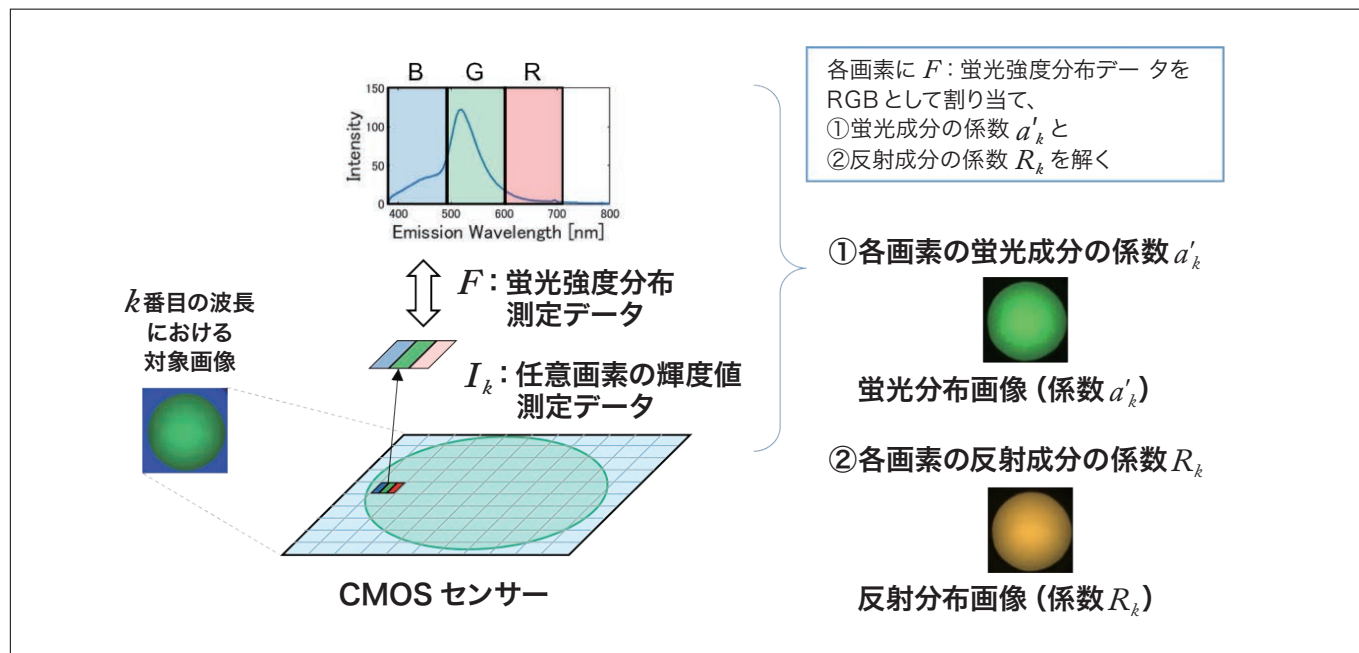 B G R
150
100
50
0
Intensity
400 500 600 700 800
Emission Wavelength [nm]
F：蛍光強度分布
測定データ
k番目の波長
における
対象画像
I_k：任意画素の輝度値
測定データ
CMOS センサー
各画素に F：蛍光強度分布デー タを
RGBとして割り当て、
①蛍光成分の係数 a'_k と
②反射成分の係数 R_k を解く
①各画素の蛍光成分の係数 a'_k
蛍光分布画像（係数 a'_k）
②各画素の反射成分の係数 R_k
反射分布画像（係数 R_k）